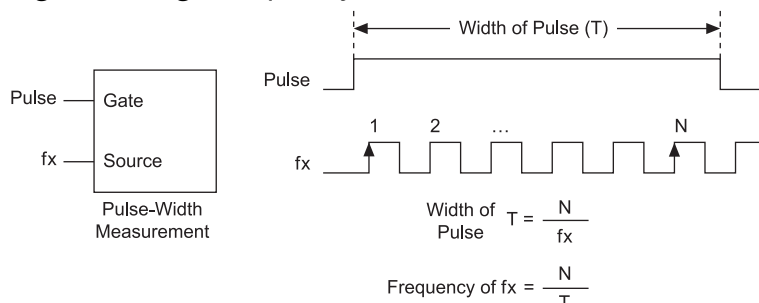 Width of Pulse (T)
Pulse
Gate
Pulse
1 2 ... N
fx
Source
fx
Pulse-Width
Measurement
Width of
Pulse
T = N
fx
Frequency of fx = N
T